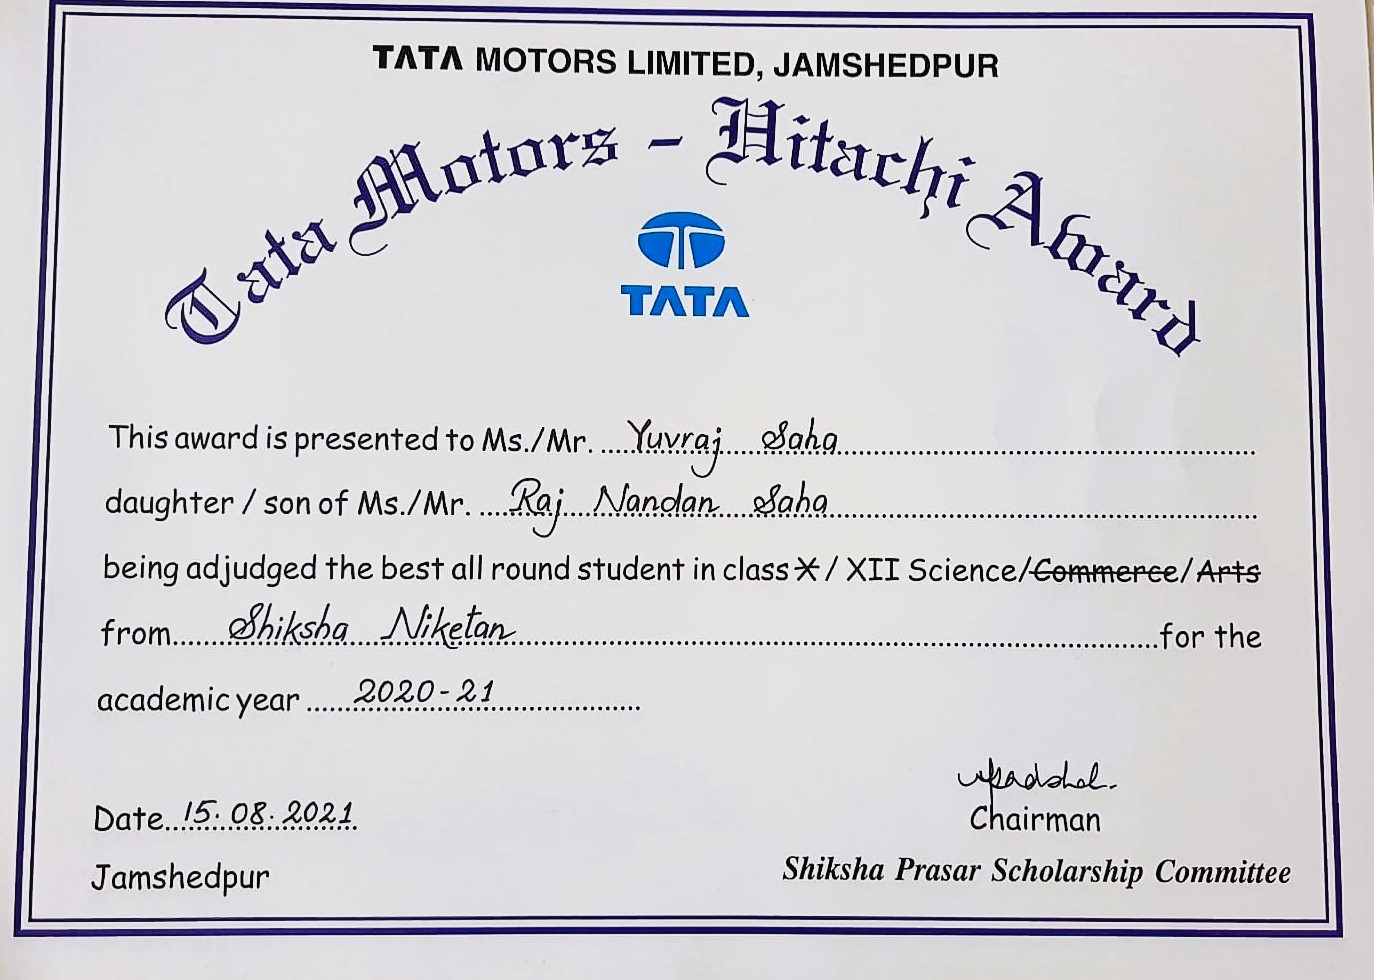 TATA MOTORS LIMITED, JAMSHEDPUR
Tata Motors - Hitachi Award
TATA
This award is presented to Ms./Mr. .....Yuvraj Saha..........
daughter / son of Ms./Mr. ....Raj Nandan Saha..........
being adjudged the best all round student in class X / XII Science/Commerce/Arts
from......Shiksha Niketan..........for the
academic year ......2020-21..........
Date...15.08.2021
Chairman
Jamshedpur
Shiksha Prasar Scholarship Committee